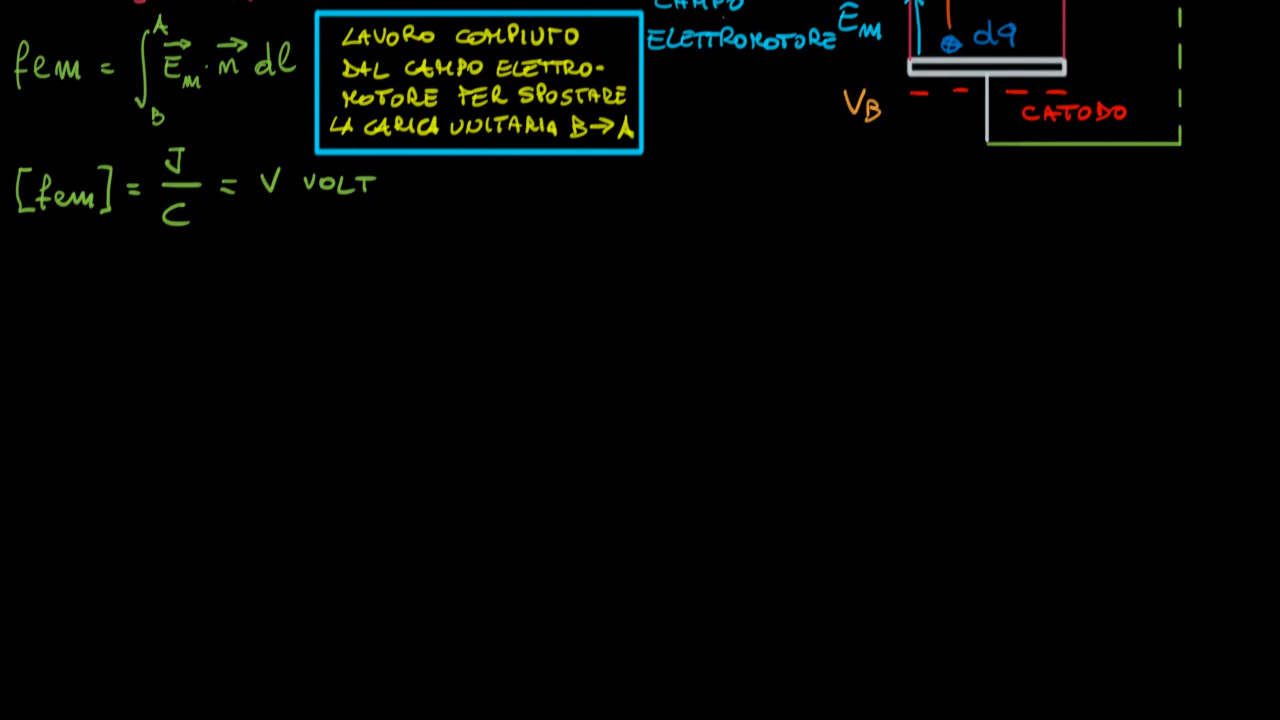 fem = ∫_B^A E⃗_m · n⃗ dl
LAVORO COMPIUTO
DAL CAMPO ELETTRO-
MOTORE PER SPOSTARE
LA CARICA UNITARIA B→A
[fem] = J/C = V VOLT
CAMPO
ELETTROMOTORE
E_m
dq
V_B
CATODO